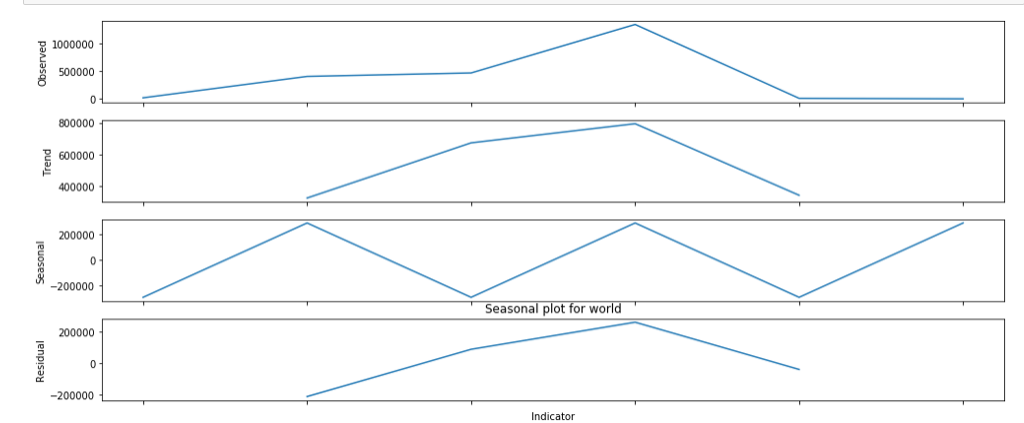 Observed
1000000
500000
0
Trend
800000
600000
400000
Seasonal
200000
0
−200000
Seasonal plot for world
Residual
200000
0
−200000
Indicator